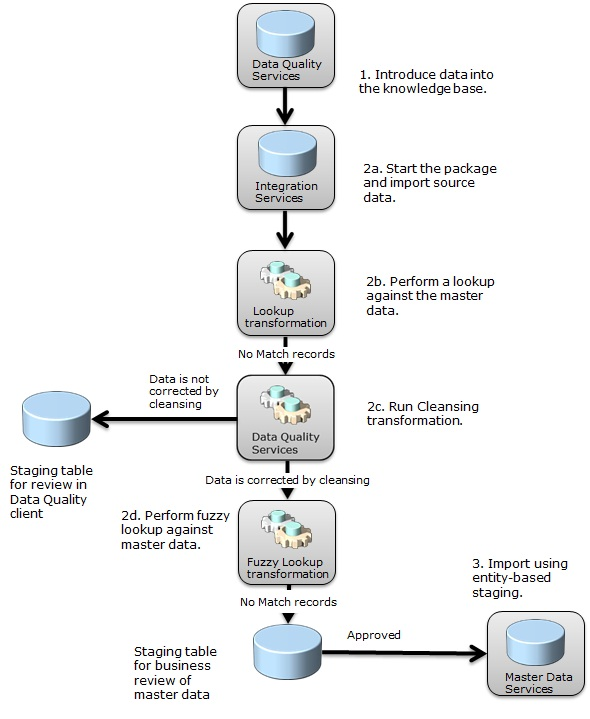 Data Quality
Services
1. Introduce data into
the knowledge base.
Integration
Services
2a. Start the package
and import source
data.
Lookup
transformation
2b. Perform a lookup
against the master
data.
No Match records
Data is not
corrected by
cleansing
Data Quality
Services
2c. Run Cleansing
transformation.
Staging table
for review in
Data Quality
client
Data is corrected by cleansing
2d. Perform fuzzy
lookup against
master data.
Fuzzy Lookup
transformation
No Match records
3. Import using
entity-based
staging.
Staging table
for business
review of
master data
Approved
Master Data
Services